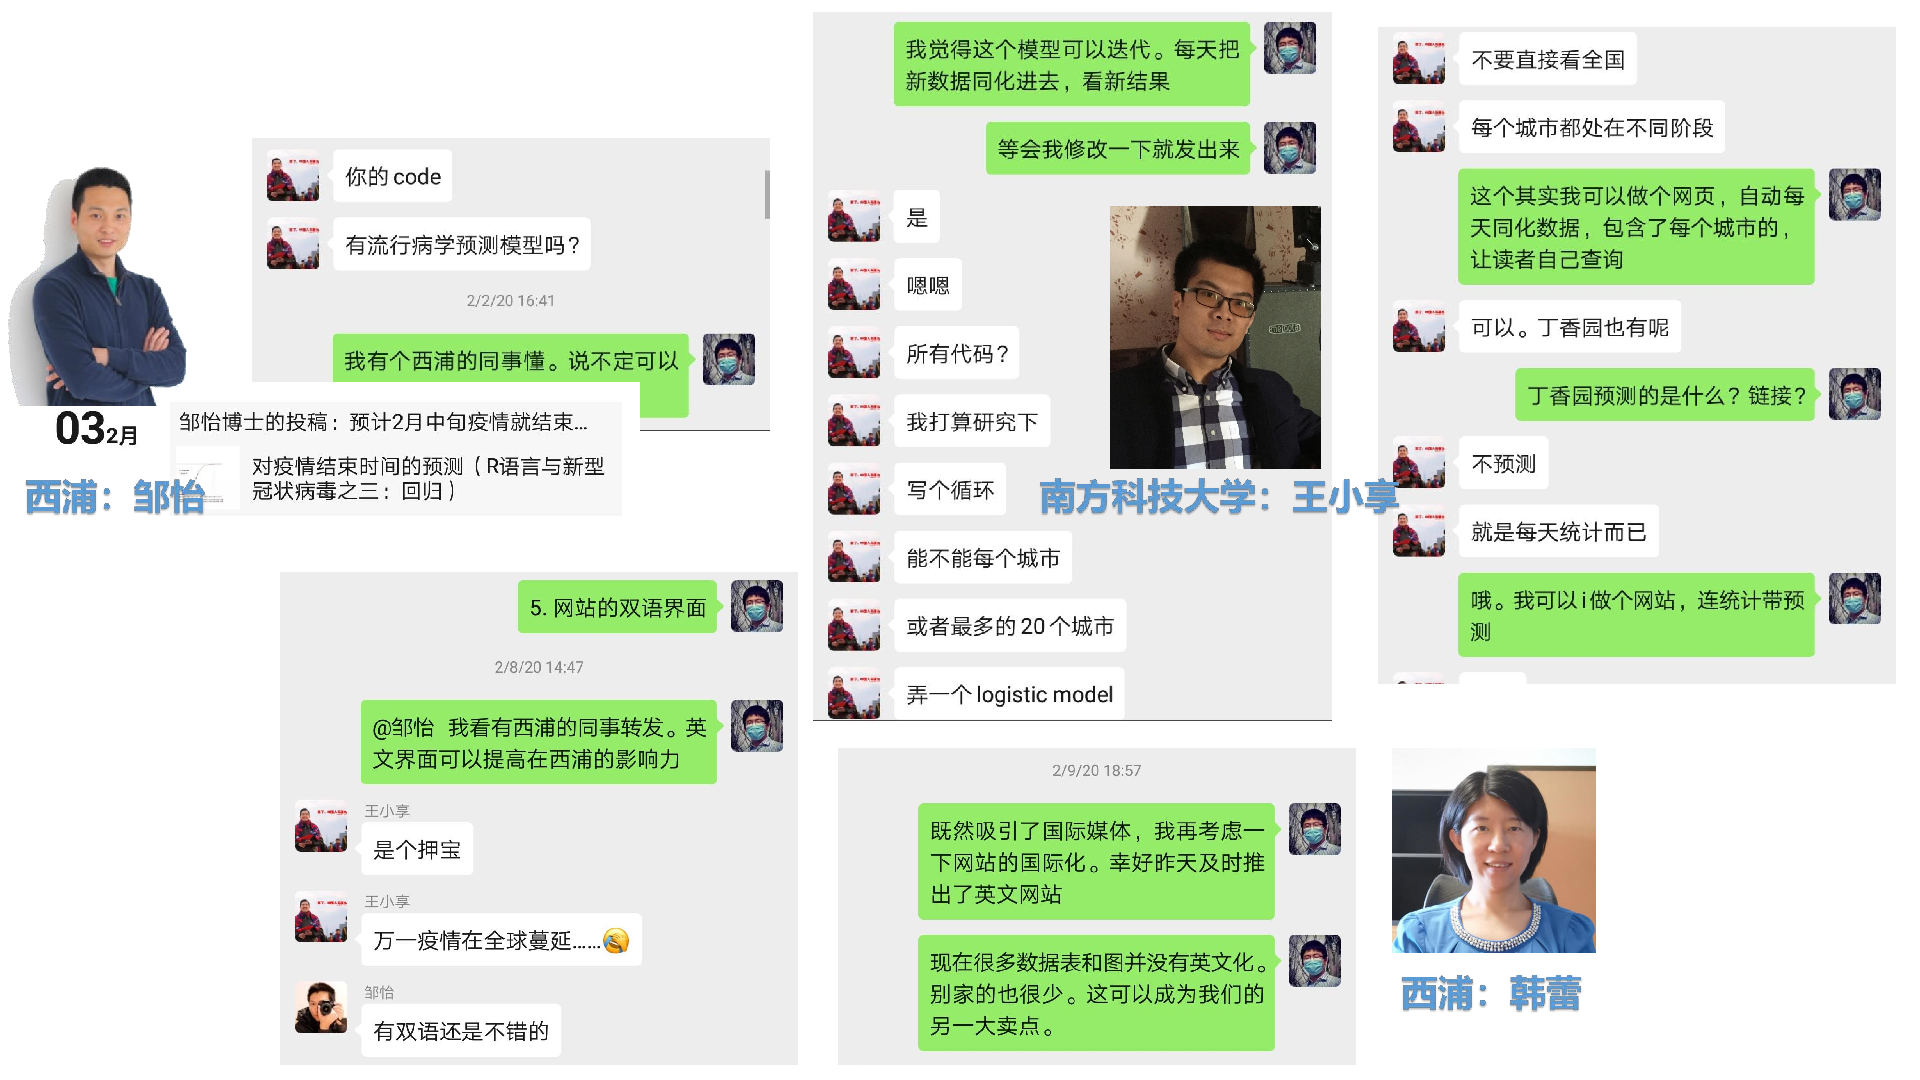 你的 code
有流行病学预测模型吗?
2/2/20 16:41
我有个西浦的同事懂。说不定可以
03 2月
邹怡博士的投稿：预计2月中旬疫情就结束...
对疫情结束时间的预测（R语言与新型
冠状病毒之三：回归）
西浦：邹怡
我觉得这个模型可以迭代。每天把
新数据同化进去，看新结果
等会我修改一下就发出来
是
嗯嗯
所有代码?
我打算研究下
写个循环
能不能每个城市
或者最多的 20 个城市
弄一个 logistic model
南方科技大学：王小享
不要直接看全国
每个城市都处在不同阶段
这个其实我可以做个网页，自动每
天同化数据，包含了每个城市的，
让读者自己查询
可以。丁香园也有呢
丁香园预测的是什么? 链接?
不预测
就是每天统计而已
哦。我可以i做个网站，连统计带预
测
5. 网站的双语界面
2/8/20 14:47
@邹怡 我看有西浦的同事转发。英
文界面可以提高在西浦的影响力
王小享
是个押宝
王小享
万一疫情在全球蔓延......
邹怡
有双语还是不错的
2/9/20 18:57
既然吸引了国际媒体，我再考虑一
下网站的国际化。幸好昨天及时推
出了英文网站
现在很多数据表和图并没有英文化。
别家的也很少。这可以成为我们的
另一大卖点。
西浦：韩蕾